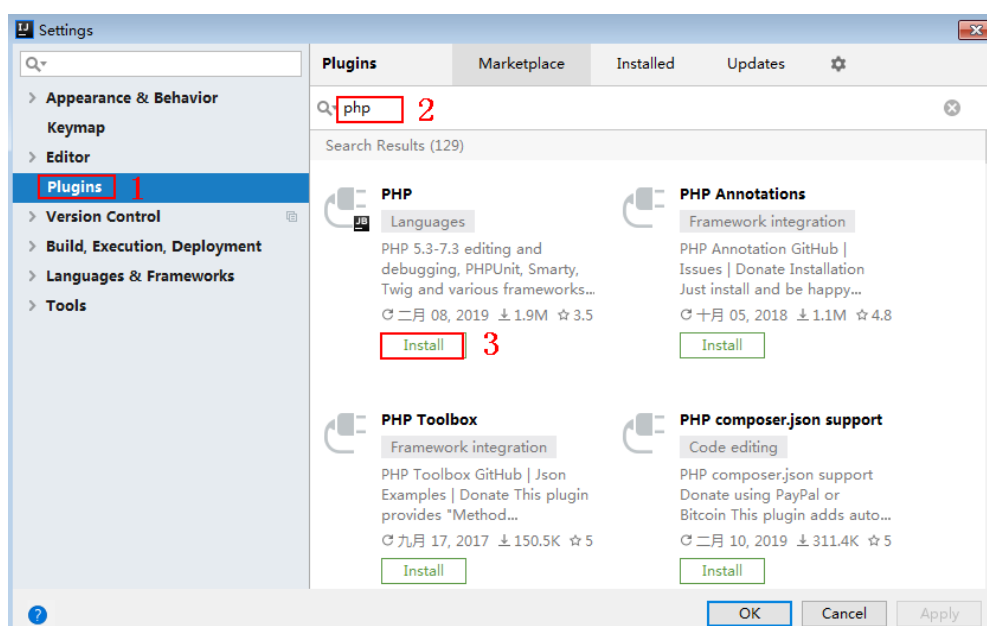 Settings
Appearance & Behavior
Keymap
Editor
Plugins
1
Version Control
Build, Execution, Deployment
Languages & Frameworks
Tools
Plugins Marketplace Installed Updates
php 2
Search Results (129)
PHP
Languages
PHP 5.3-7.3 editing and
debugging, PHPUnit, Smarty,
Twig and various frameworks...
二月 08, 2019 1.9M 3.5
Install 3
PHP Annotations
Framework integration
PHP Annotation GitHub |
Issues | Donate Installation
Just install and be happy...
十月 05, 2018 1.1M 4.8
Install
PHP Toolbox
Framework integration
PHP Toolbox GitHub | Json
Examples | Donate This plugin
provides "Method...
九月 17, 2017 150.5K 5
Install
PHP composer.json support
Code editing
PHP composer.json support
Donate using PayPal or
Bitcoin This plugin adds auto...
二月 10, 2019 311.4K 5
Install
? OK Cancel Apply